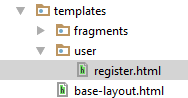 templates
fragments
user
register.html
base-layout.html